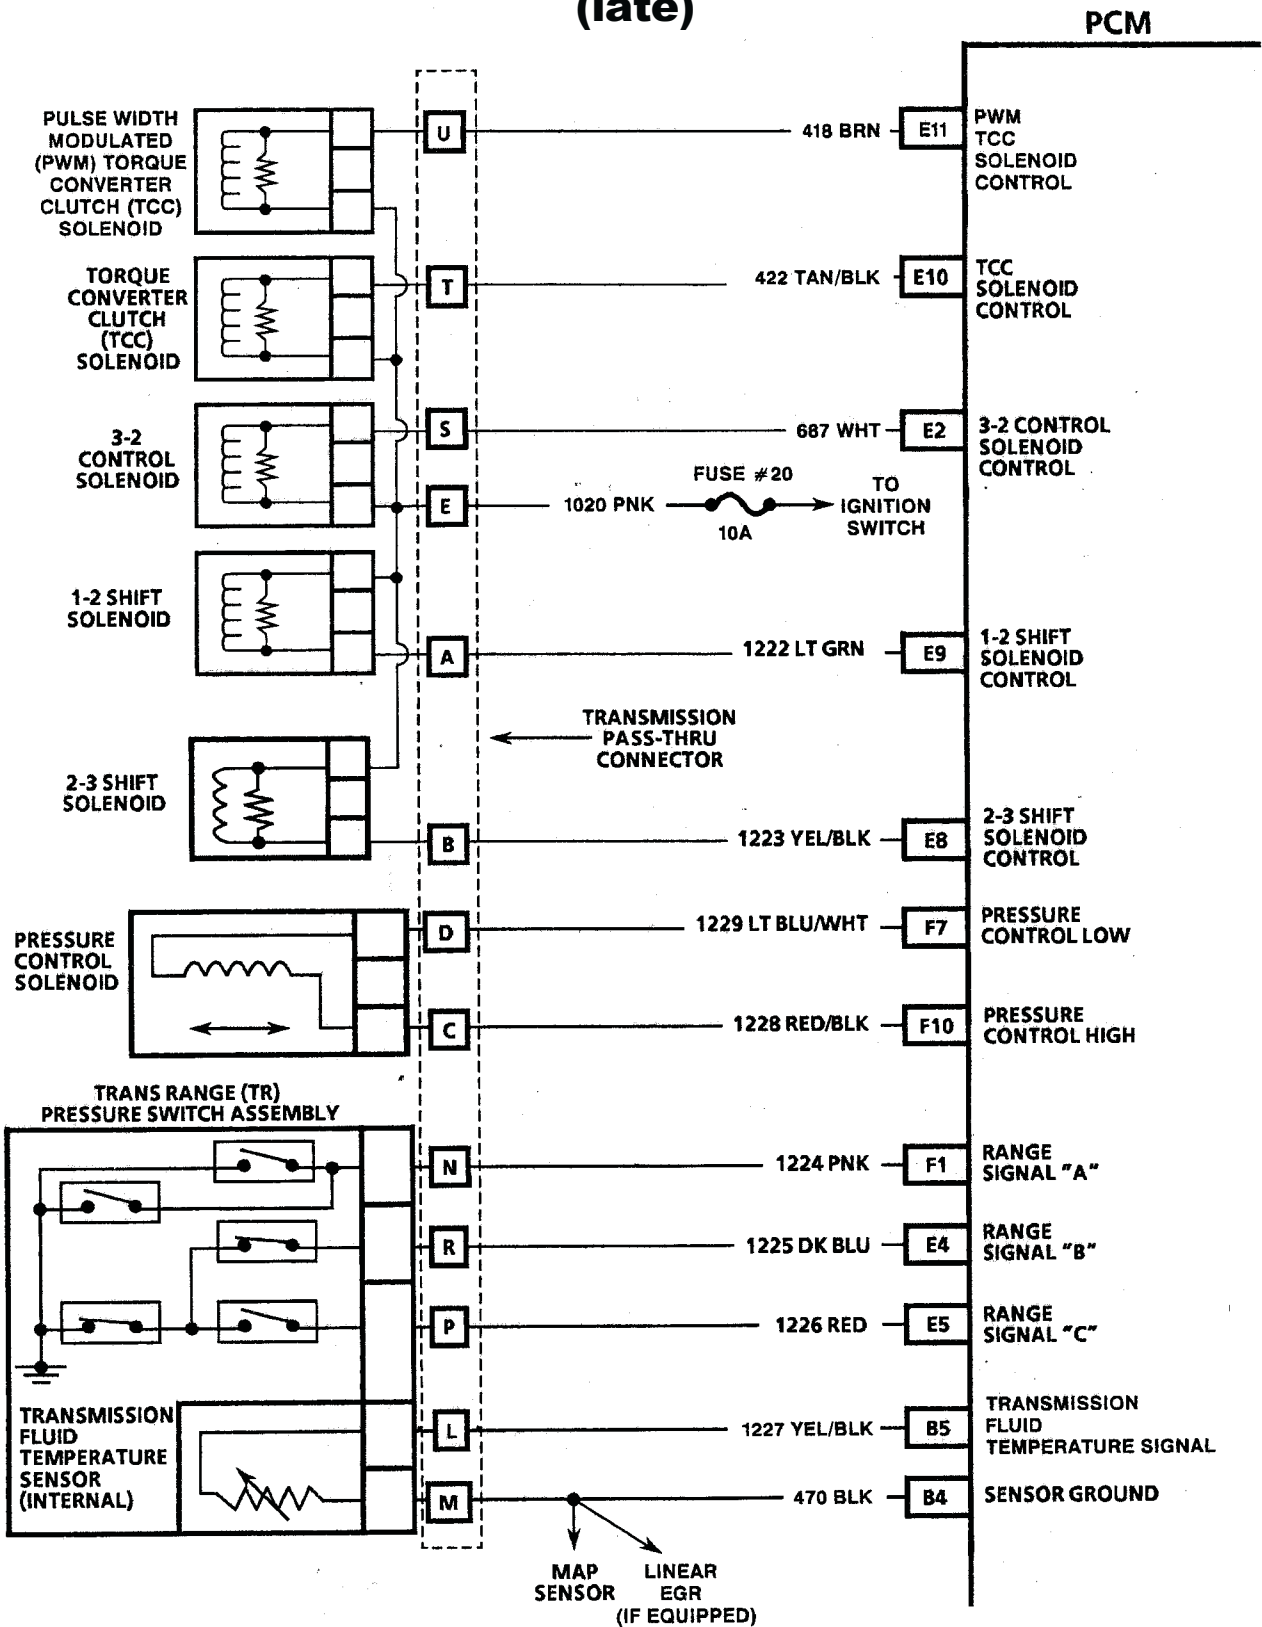 (late)
PCM
PULSE WIDTH
MODULATED
(PWM) TORQUE
CONVERTER
CLUTCH (TCC)
SOLENOID
U
418 BRN
E11
PWM
TCC
SOLENOID
CONTROL
TORQUE
CONVERTER
CLUTCH
(TCC)
SOLENOID
T
422 TAN/BLK
E10
TCC
SOLENOID
CONTROL
3-2
CONTROL
SOLENOID
S
687 WHT
E2
3-2 CONTROL
SOLENOID
CONTROL
E
1020 PNK
FUSE #20
10A
TO
IGNITION
SWITCH
1-2 SHIFT
SOLENOID
A
1222 LT GRN
E9
1-2 SHIFT
SOLENOID
CONTROL
TRANSMISSION
PASS-THRU
CONNECTOR
2-3 SHIFT
SOLENOID
B
1223 YEL/BLK
E8
2-3 SHIFT
SOLENOID
CONTROL
PRESSURE
CONTROL
SOLENOID
D
1229 LT BLU/WHT
F7
PRESSURE
CONTROL LOW
C
1228 RED/BLK
F10
PRESSURE
CONTROL HIGH
TRANS RANGE (TR)
PRESSURE SWITCH ASSEMBLY
N
1224 PNK
F1
RANGE
SIGNAL "A"
R
1225 DK BLU
E4
RANGE
SIGNAL "B"
P
1226 RED
E5
RANGE
SIGNAL "C"
TRANSMISSION
FLUID
TEMPERATURE
SENSOR
(INTERNAL)
L
1227 YEL/BLK
B5
TRANSMISSION
FLUID
TEMPERATURE SIGNAL
M
470 BLK
B4
SENSOR GROUND
MAP
SENSOR
LINEAR
EGR
(IF EQUIPPED)